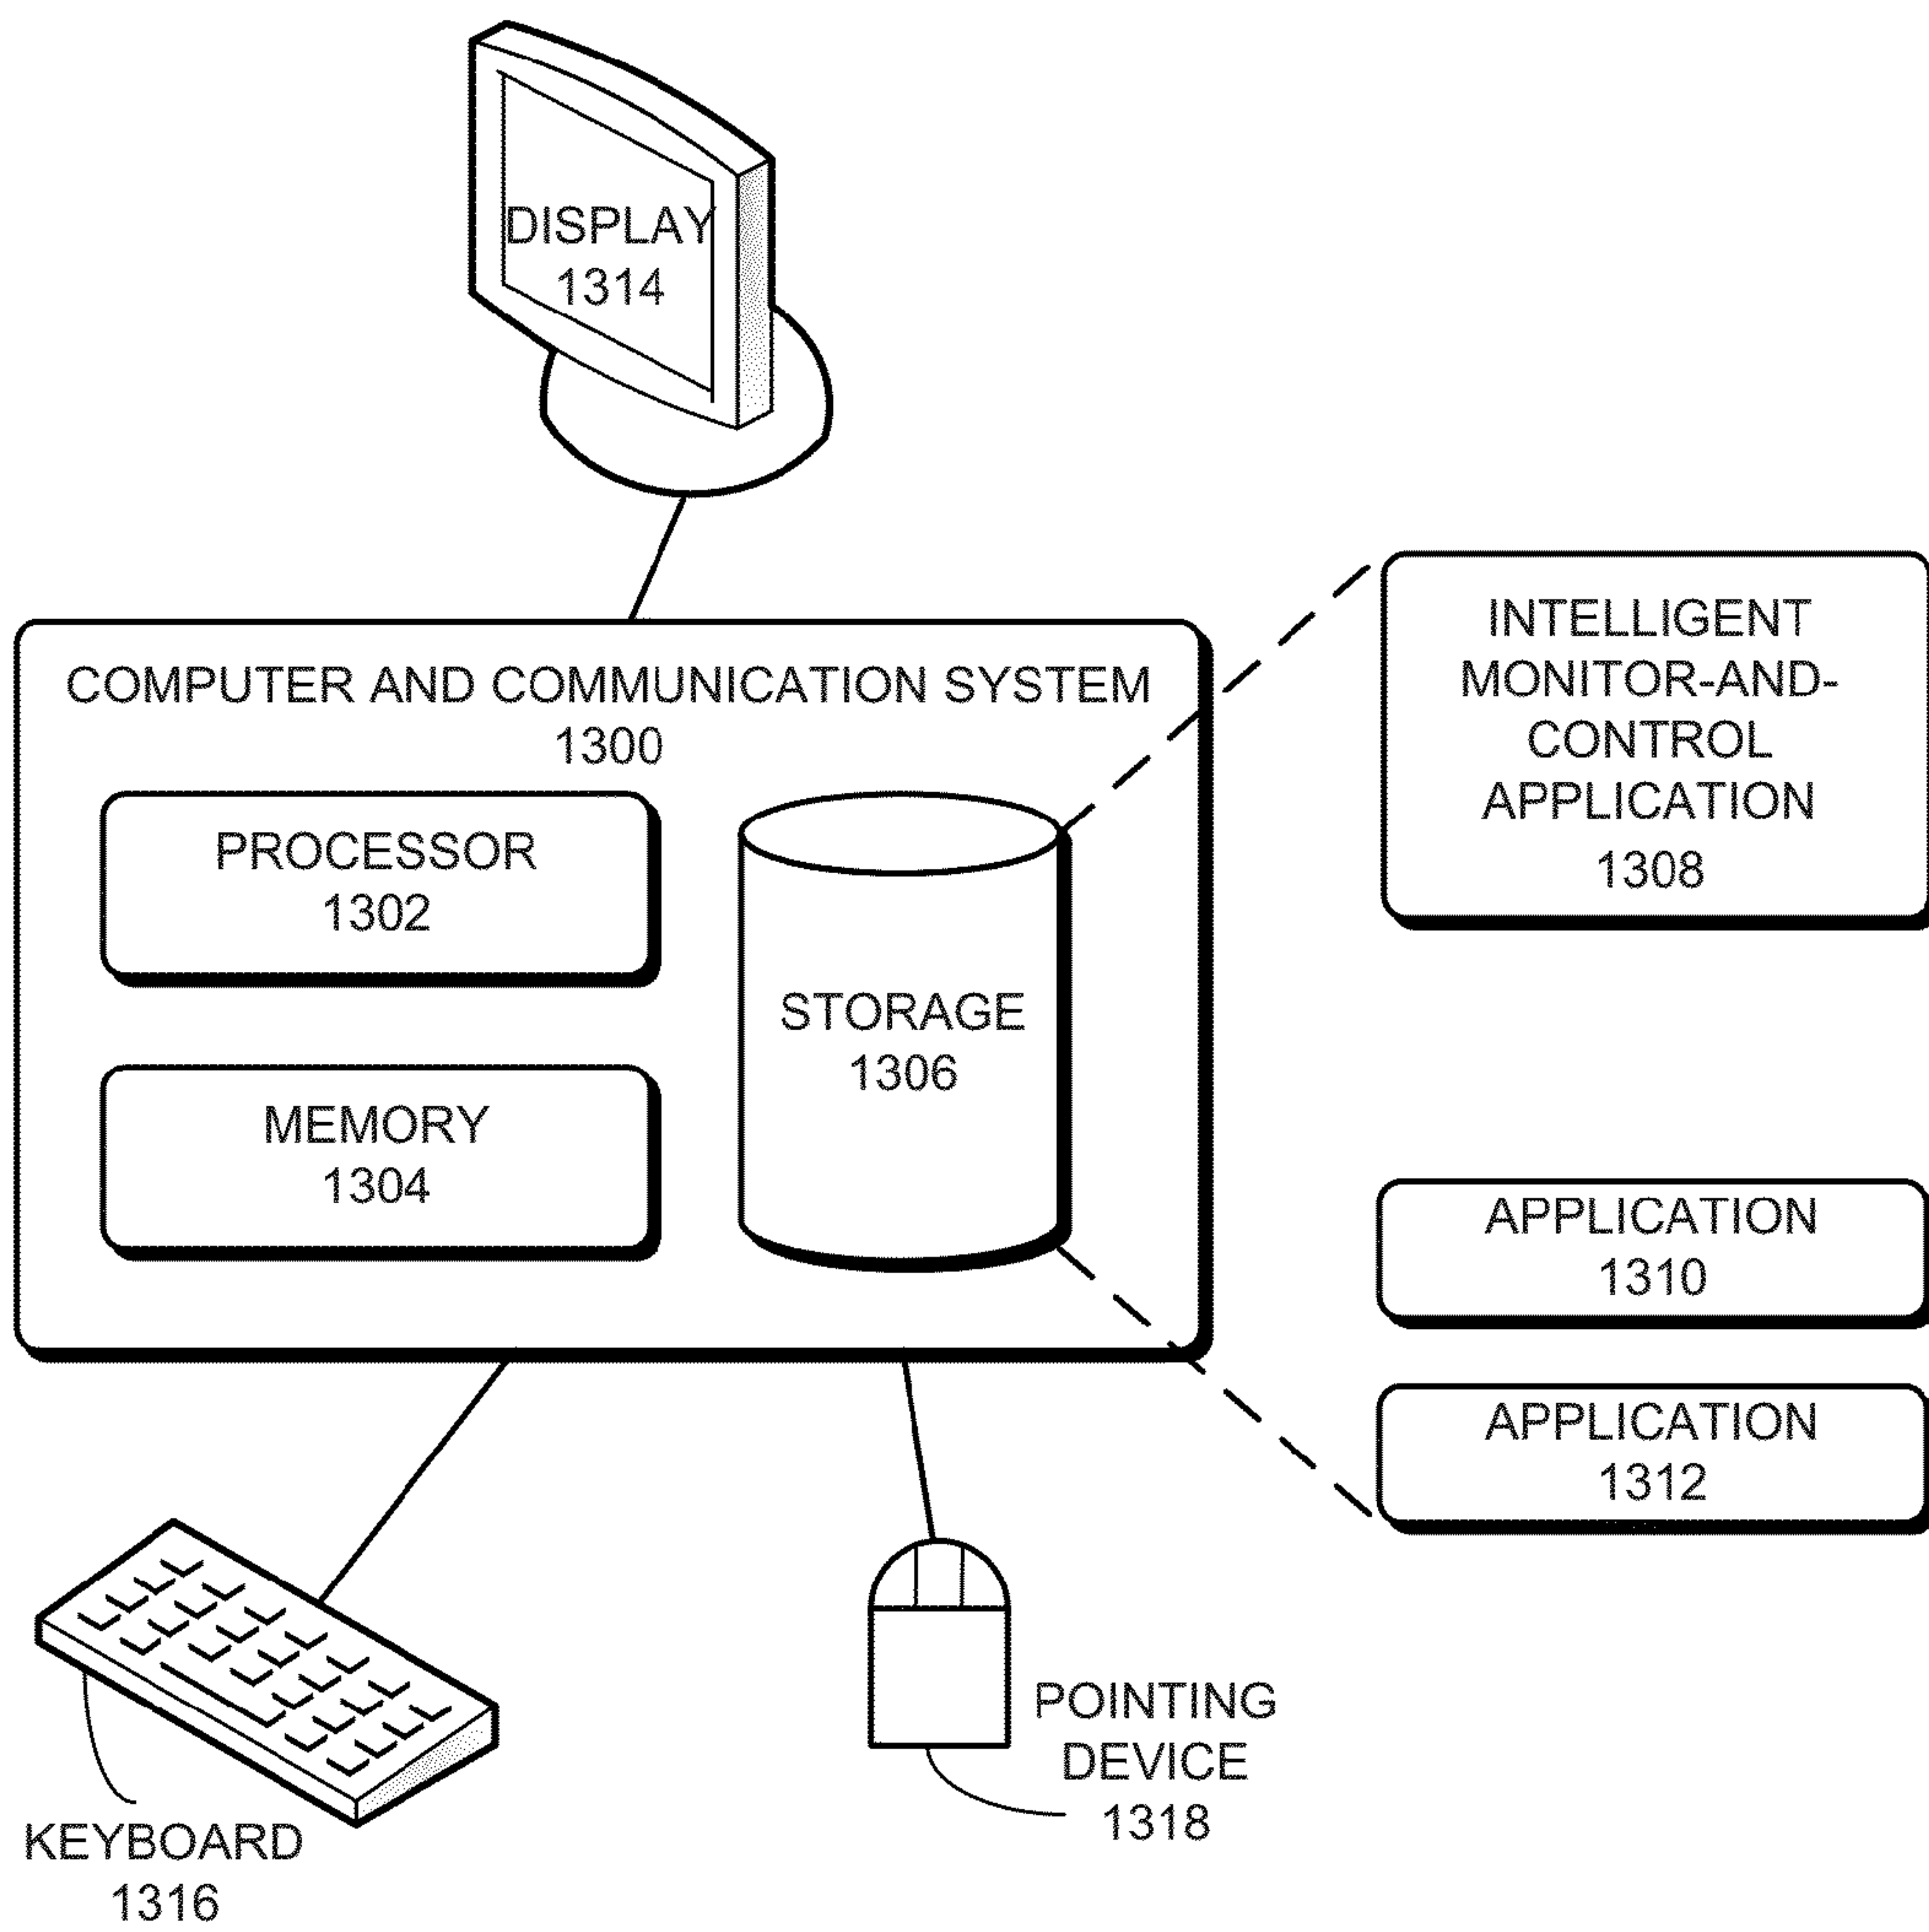 DISPLAY
1314
COMPUTER AND COMMUNICATION SYSTEM
1300
PROCESSOR
1302
MEMORY
1304
STORAGE
1306
INTELLIGENT
MONITOR-AND-
CONTROL
APPLICATION
1308
APPLICATION
1310
APPLICATION
1312
KEYBOARD
1316
POINTING
DEVICE
1318